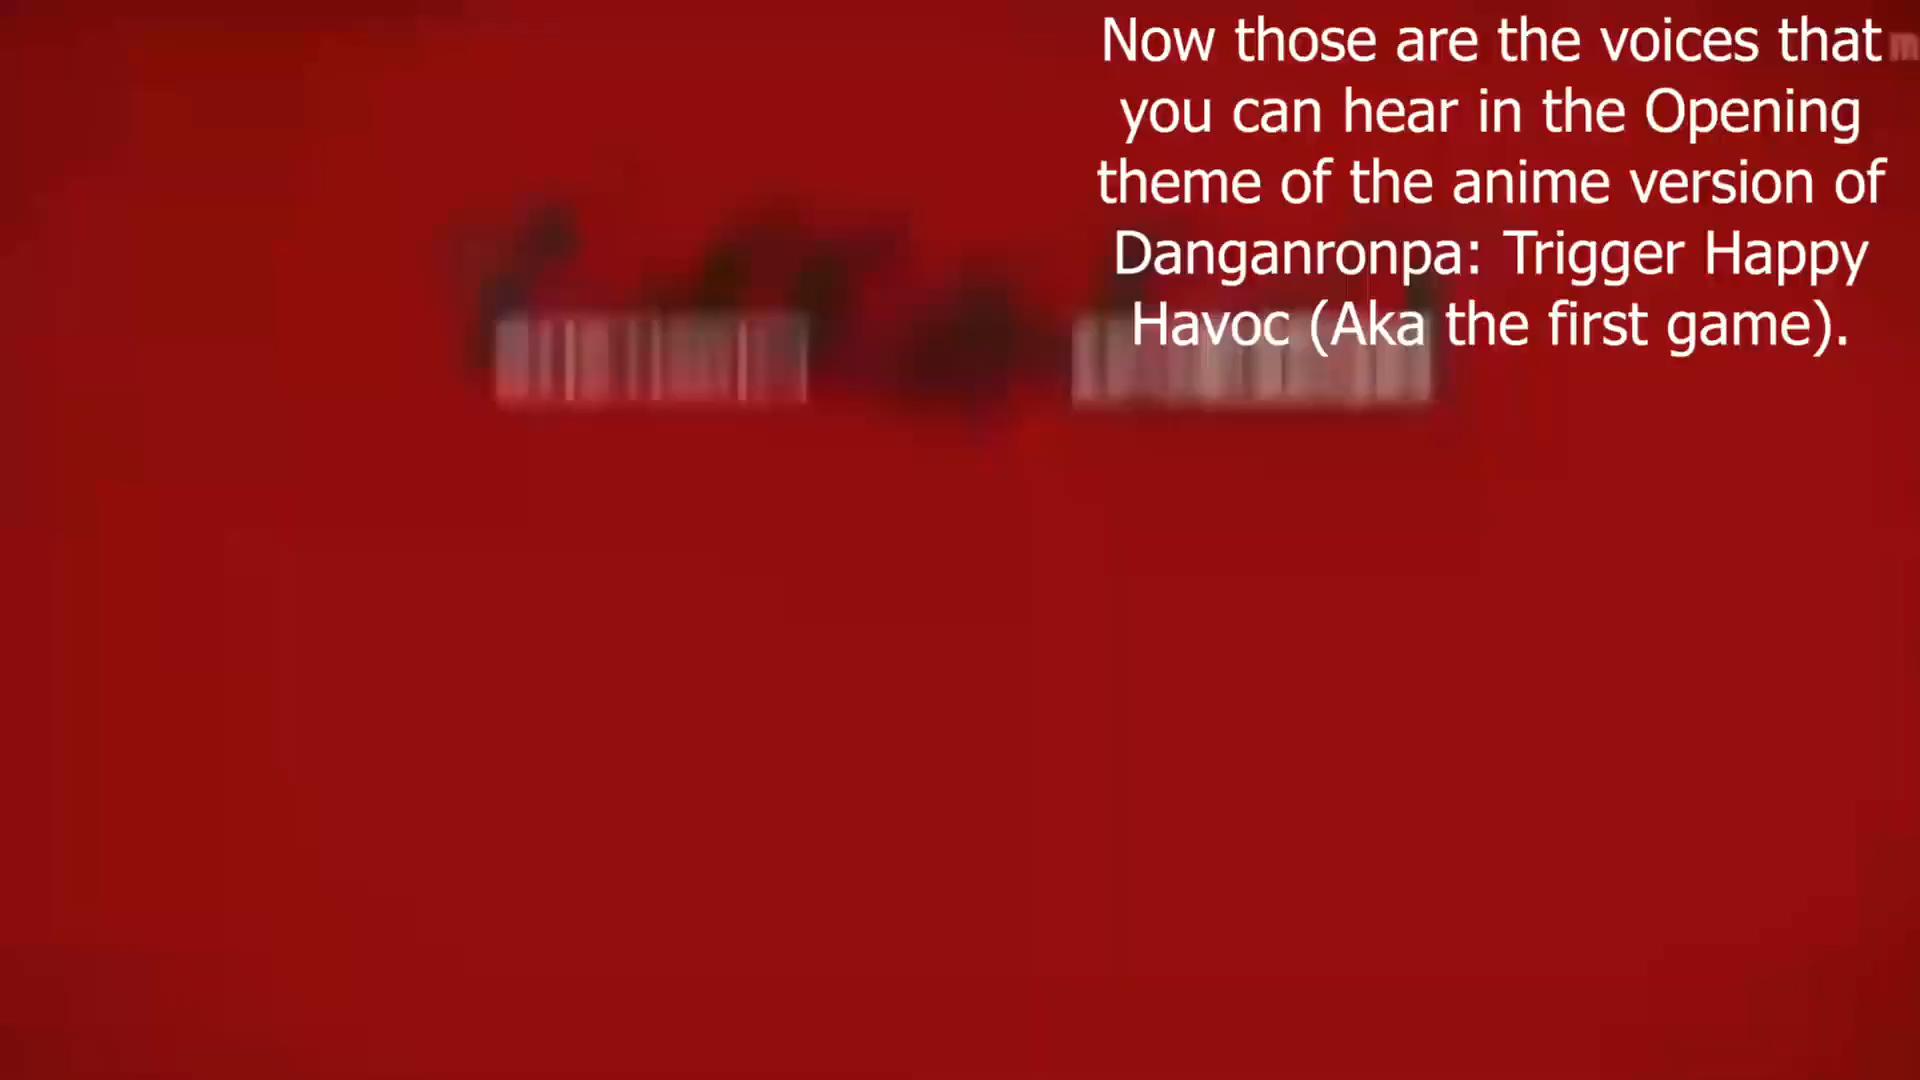 Now those are the voices that
you can hear in the Opening
theme of the anime version of
Danganronpa: Trigger Happy
Havoc (Aka the first game).